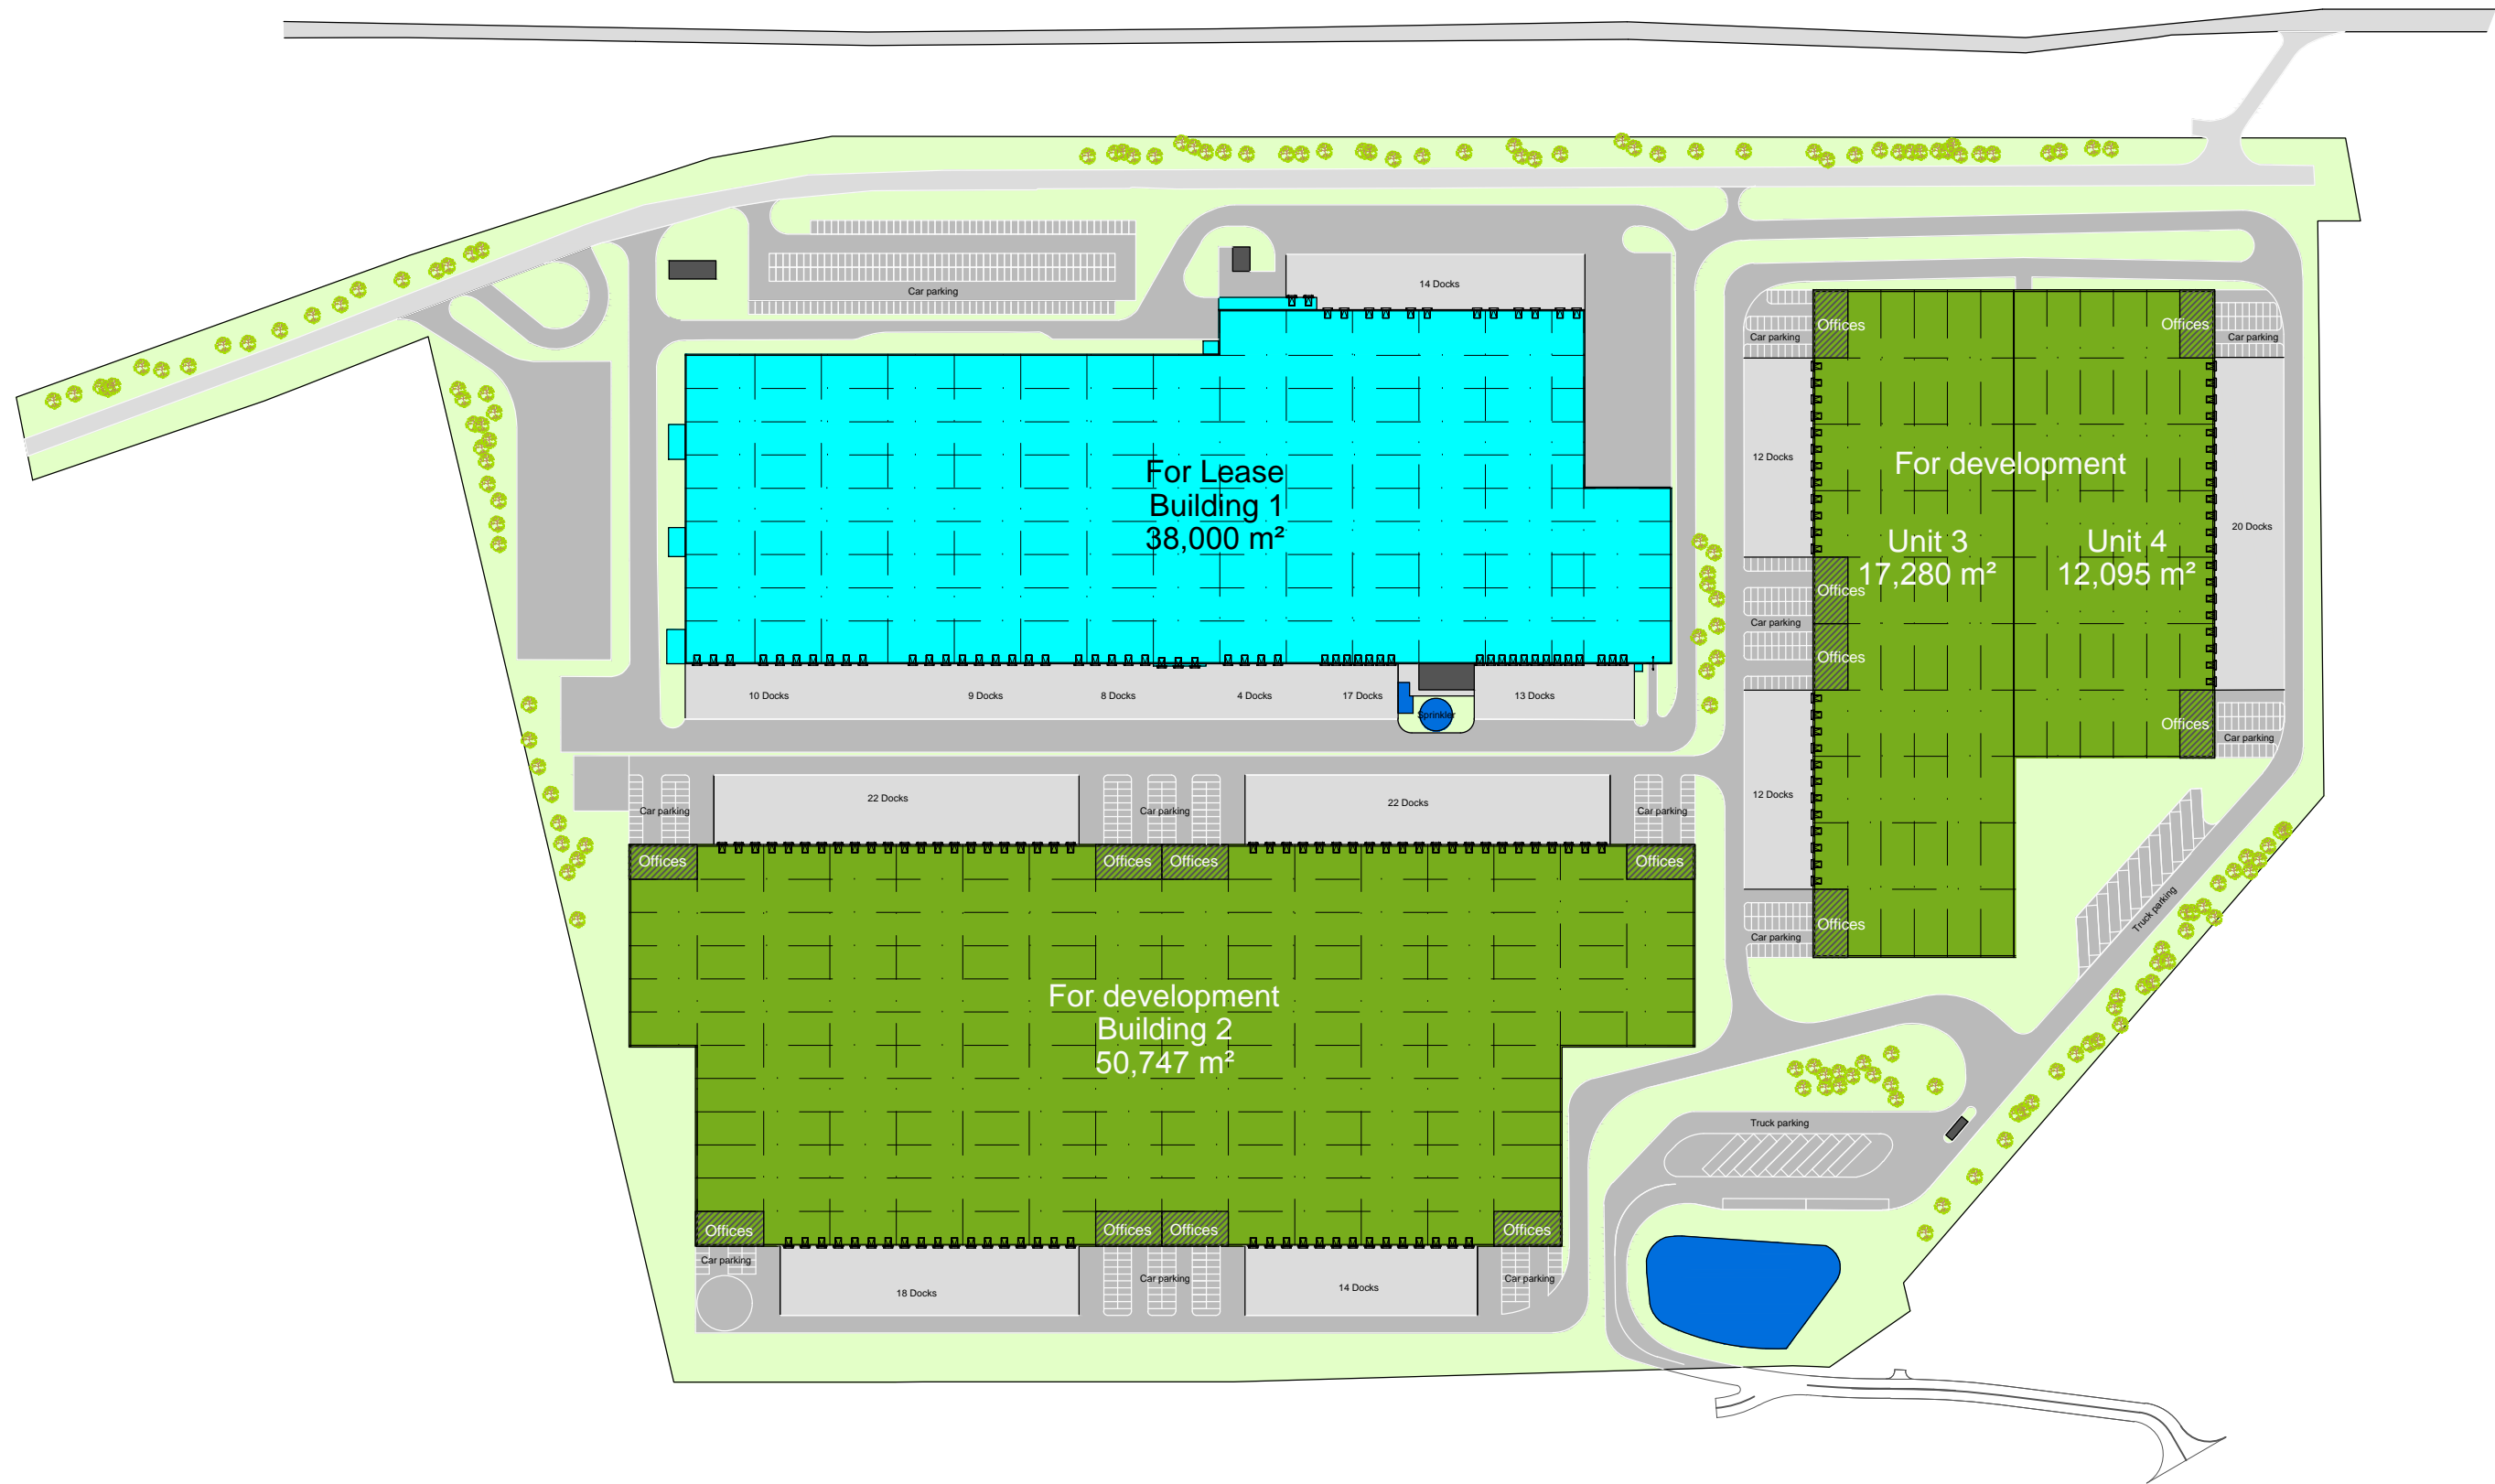 Car parking
14 Docks
For Lease
Building 1
38,000 m²
10 Docks
9 Docks
8 Docks
4 Docks
17 Docks
13 Docks
Sprinkler
Offices
Offices
Car parking
Car parking
12 Docks
For development
Unit 3
17,280 m²
Unit 4
12,095 m²
20 Docks
Offices
Car parking
Offices
Offices
Car parking
12 Docks
Offices
Car parking
Truck parking
Car parking
22 Docks
Car parking
22 Docks
Car parking
Offices
Offices
Offices
Offices
For development
Building 2
50,747 m²
Offices
Offices
Offices
Offices
Car parking
18 Docks
Car parking
14 Docks
Car parking
Truck parking